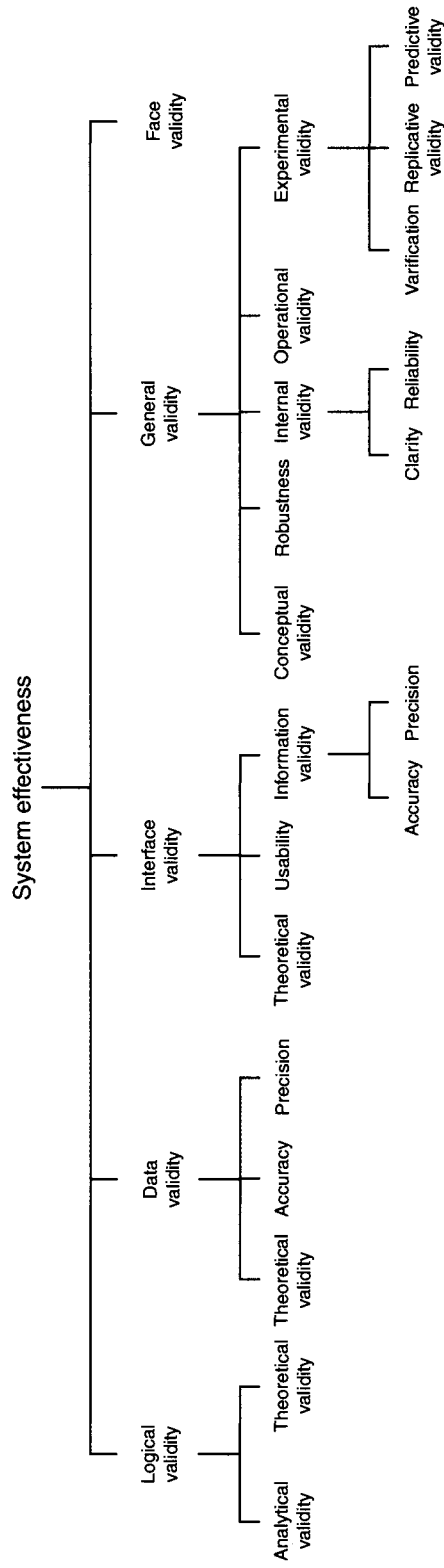 System effectiveness
Logical
validity
Data
validity
Interface
validity
General
validity
Face
validity
Analytical
validity
Theoretical
validity
Theoretical
validity
Accuracy
Precision
Theoretical
validity
Usability
Information
validity
Conceptual
validity
Robustness
Internal
validity
Operational
validity
Experimental
validity
Accuracy
Precision
Clarity
Reliability
Varification
Replicative
validity
Predictive
validity